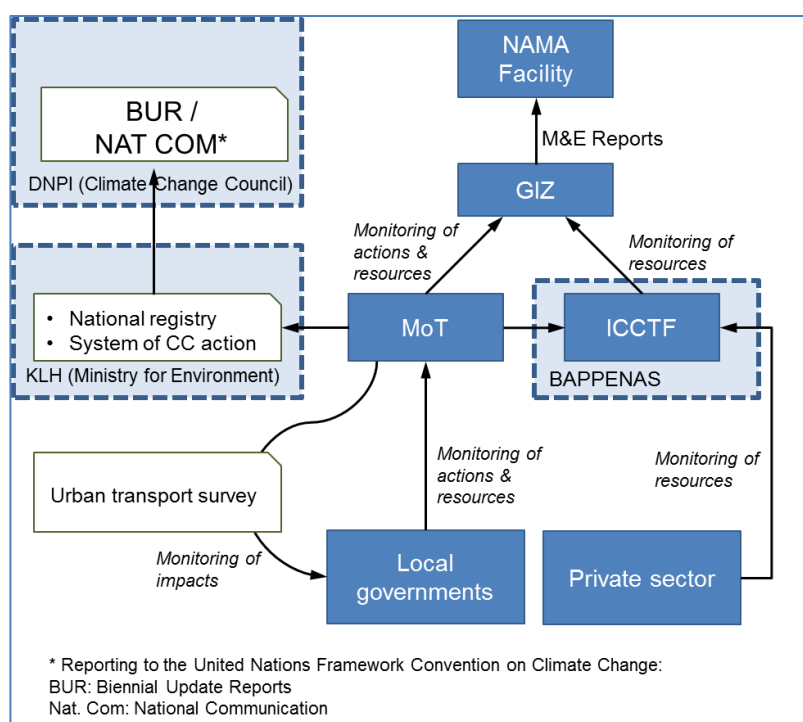 NAMA
Facility
BUR /
NAT COM*
DNPI (Climate Change Council)
M&E Reports
GIZ
Monitoring of
actions &
resources
Monitoring of
resources
• National registry
• System of CC action
KLH (Ministry for Environment)
MoT
ICCTF
BAPPENAS
Urban transport survey
Monitoring of
actions &
resources
Monitoring of
resources
Monitoring of
impacts
Local
governments
Private sector
* Reporting to the United Nations Framework Convention on Climate Change:
BUR: Biennial Update Reports
Nat. Com: National Communication